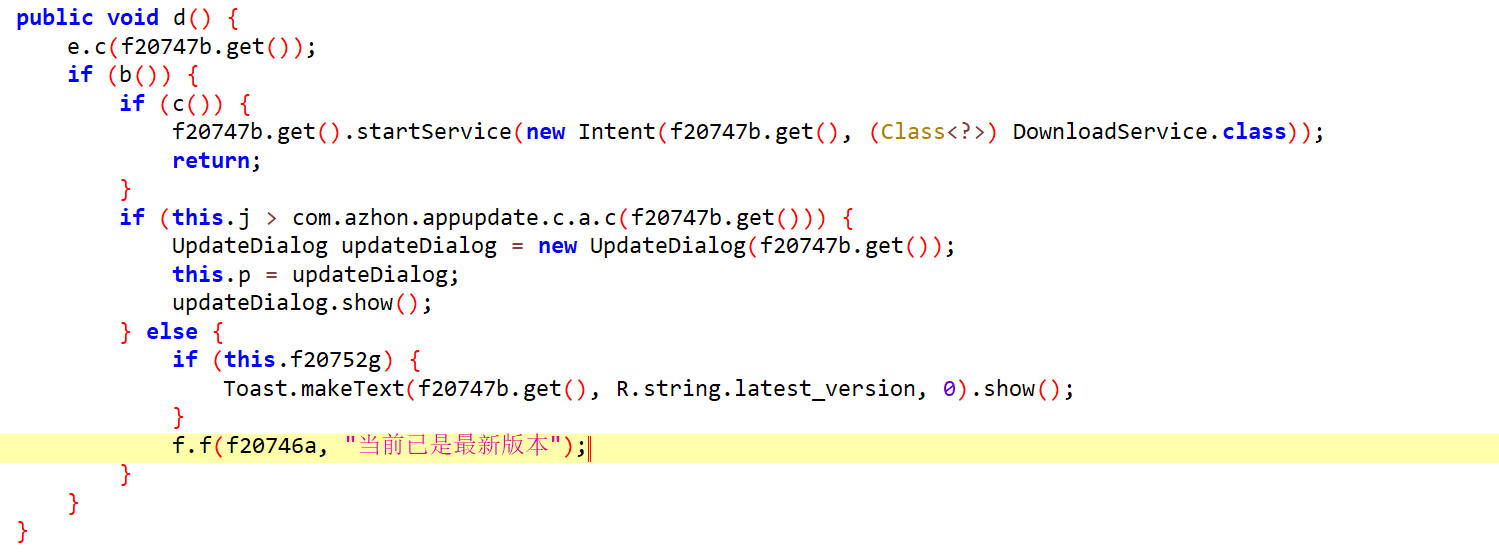 public void d() {
    e.c(f20747b.get());
    if (b()) {
        if (c()) {
            f20747b.get().startService(new Intent(f20747b.get(), (Class<?>) DownloadService.class));
            return;
        }
        if (this.j > com.azhon.appupdate.c.a.c(f20747b.get())) {
            UpdateDialog updateDialog = new UpdateDialog(f20747b.get());
            this.p = updateDialog;
            updateDialog.show();
        } else {
            if (this.f20752g) {
                Toast.makeText(f20747b.get(), R.string.latest_version, 0).show();
            }
            f.f(f20746a, "当前已是最新版本");
        }
    }
}